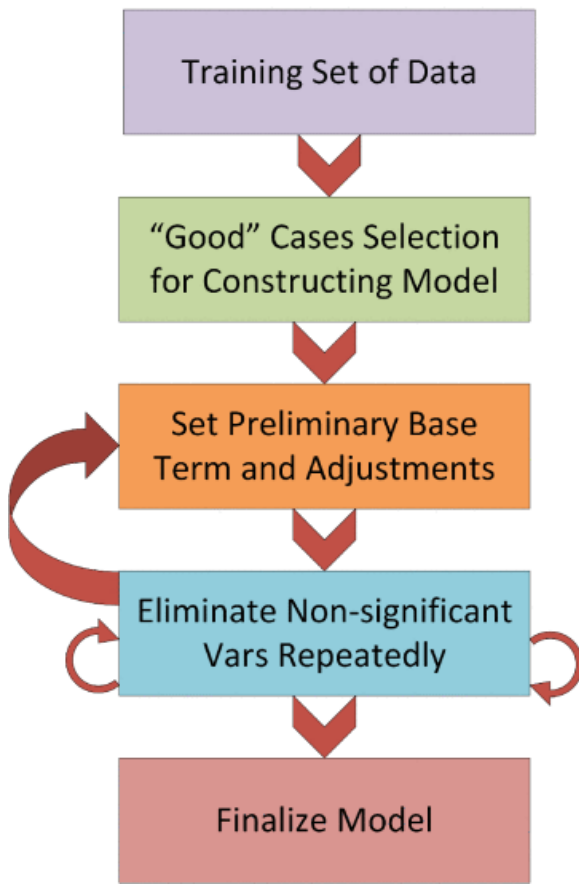 Training Set of Data
“Good” Cases Selection
for Constructing Model
Set Preliminary Base
Term and Adjustments
Eliminate Non-significant
Vars Repeatedly
Finalize Model